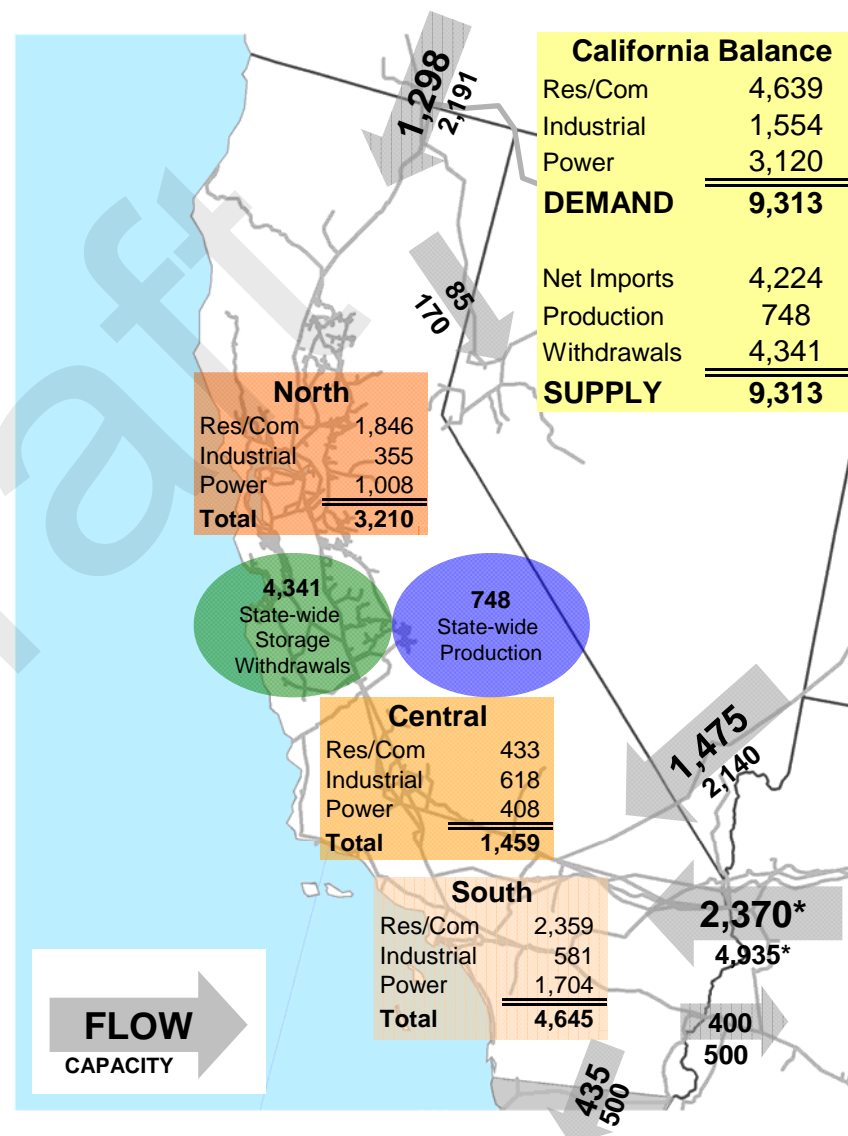 1,298
2,191
California Balance
Res/Com 4,639
Industrial 1,554
Power 3,120
DEMAND 9,313
Net Imports 4,224
Production 748
Withdrawals 4,341
SUPPLY 9,313
85
170
North
Res/Com 1,846
Industrial 355
Power 1,008
Total 3,210
4,341
State-wide
Storage
Withdrawals
748
State-wide
Production
Central
Res/Com 433
Industrial 618
Power 408
Total 1,459
1,475
2,140
South
Res/Com 2,359
Industrial 581
Power 1,704
Total 4,645
2,370*
4,935*
400
500
435
500
FLOW
CAPACITY
raft